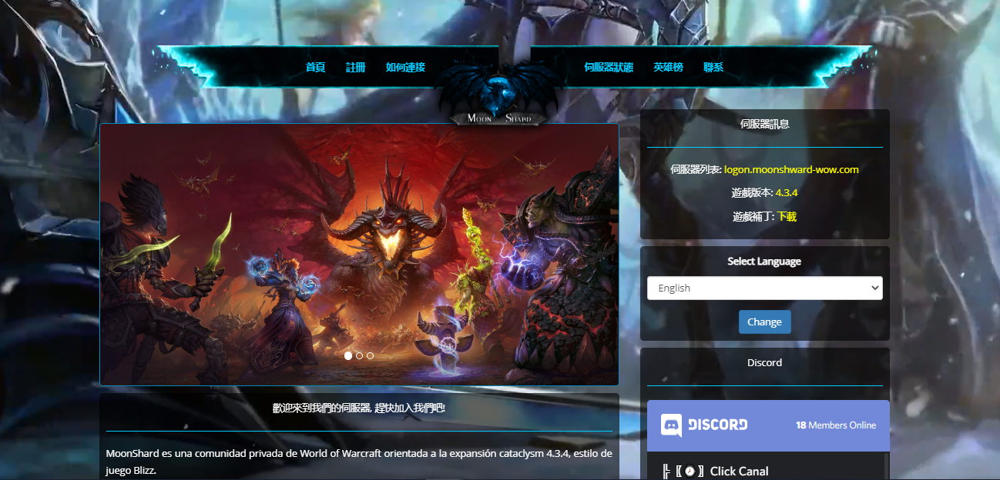 首頁 註冊 如何連接 伺服器狀態 英雄榜 聯系
MOON SHARD
伺服器訊息
伺服器列表: logon.moonshward-wow.com
遊戲版本: 4.3.4
遊戲補丁: 下載
Select Language
English
Change
Discord
DISCORD 18 Members Online
╠ 〖⏰〗 Click Canal
歡迎來到我們的伺服器, 趕快加入我們吧!
MoonShard es una comunidad privada de World of Warcraft orientada a la expansión cataclysm 4.3.4, estilo de
juego Blizz.